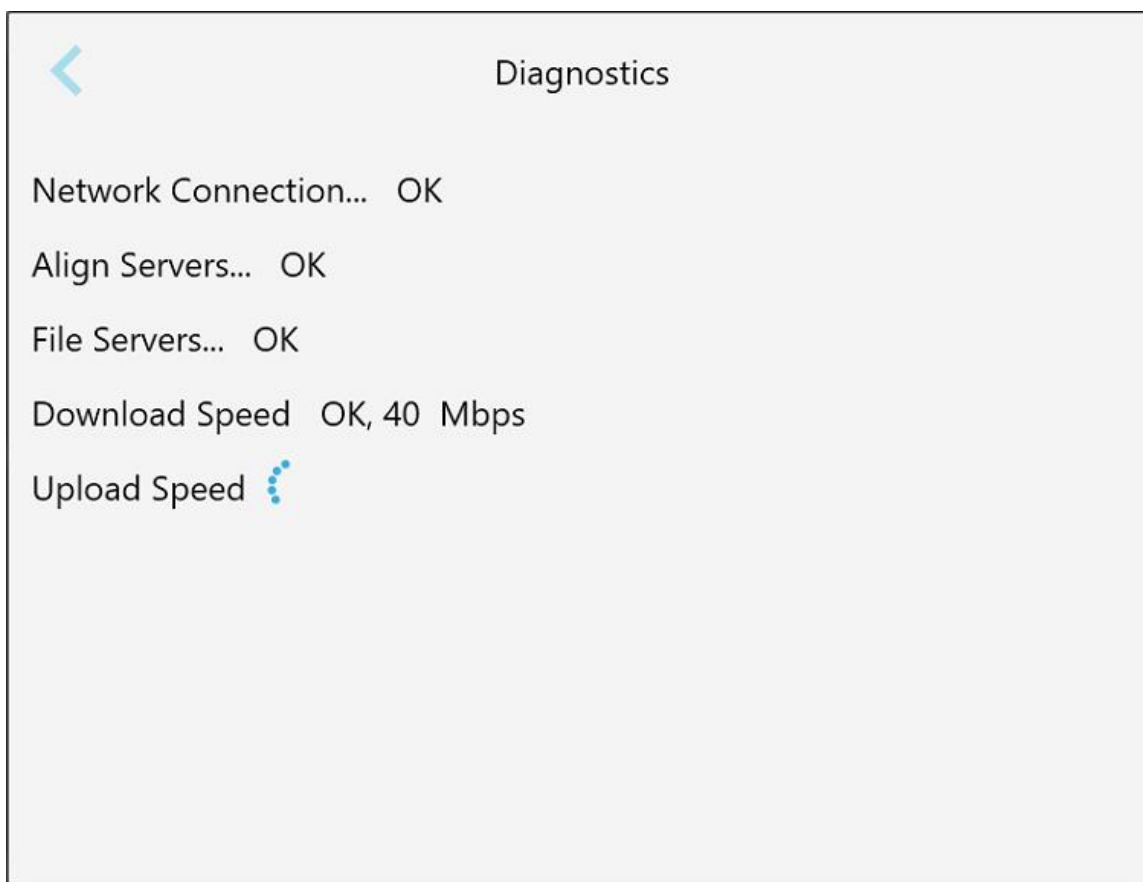 Diagnostics
Network Connection... OK
Align Servers... OK
File Servers... OK
Download Speed OK, 40 Mbps
Upload Speed